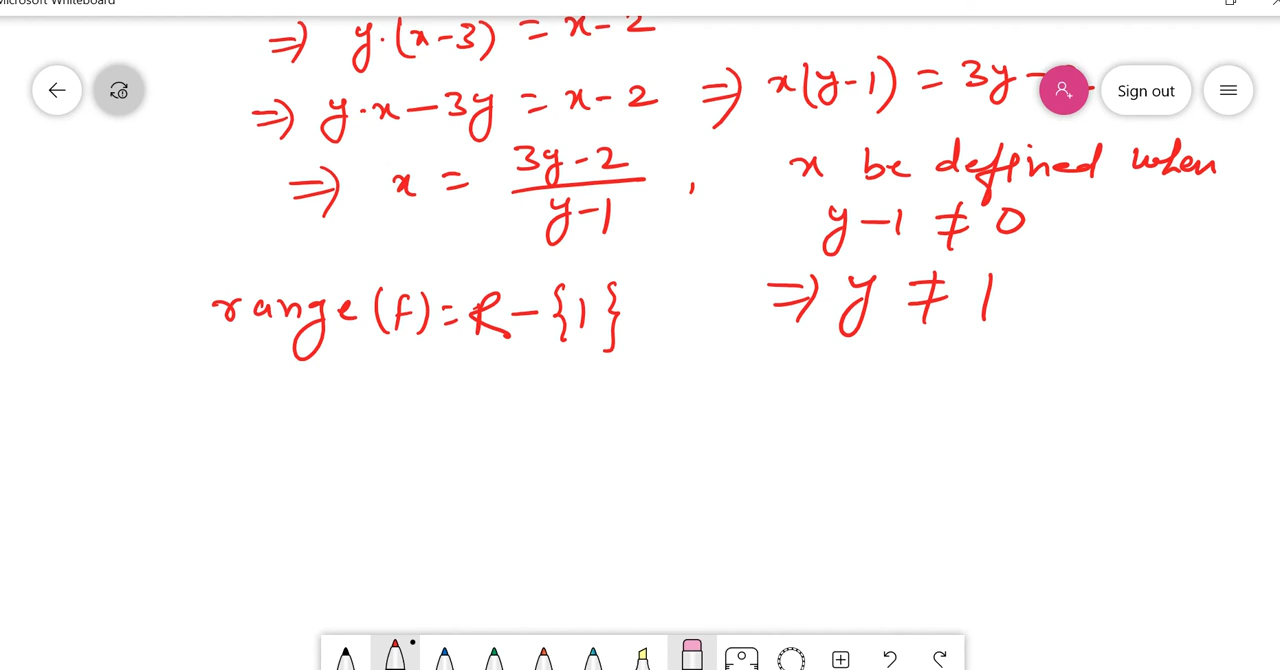 Microsoft Whiteboard
⇒ y·(x-3) = x-2
⇒ y·x-3y = x-2 ⇒ x(y-1) = 3y-
Sign out
⇒ x = (3y-2)/(y-1) , x be deffined when
y-1 ≠ 0
range(f)=R-{1} ⇒ y ≠ 1